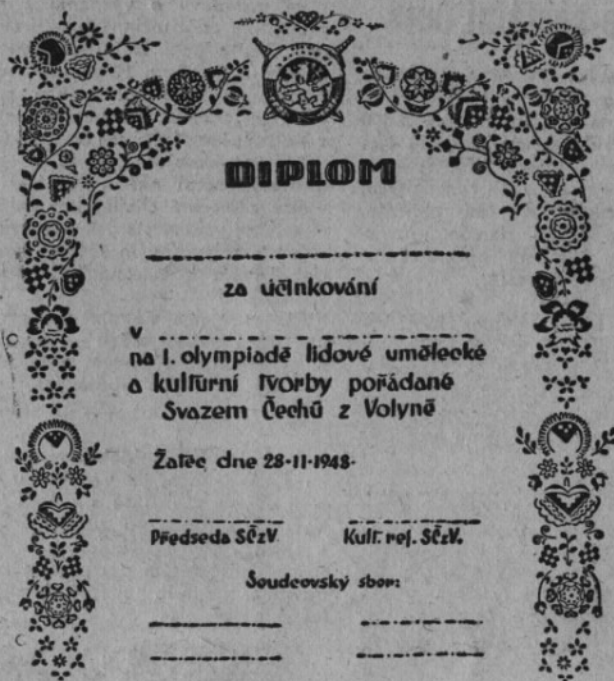 DIPLOM
za účinkování
v
na I. olympiadě lidové umělecké
a kulturní tvorby pořádané
Svazem Čechů z Volyně
Žatec dne 28-11-1948.
Předseda SČzV
Kult. ref. SČzV.
Soudcovský sbor: